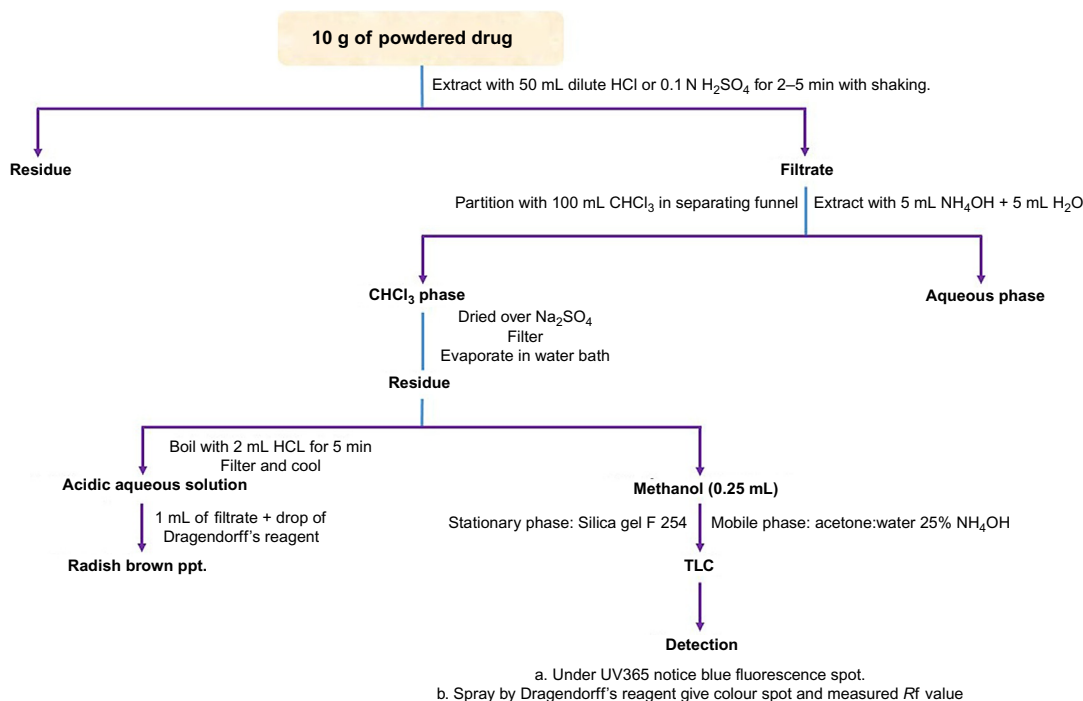 10 g of powdered drug
Extract with 50 mL dilute HCl or 0.1 N H₂SO₄ for 2–5 min with shaking.
Residue
Filtrate
Partition with 100 mL CHCl₃ in separating funnel
Extract with 5 mL NH₄OH + 5 mL H₂O
CHCl₃ phase
Aqueous phase
Dried over Na₂SO₄
Filter
Evaporate in water bath
Residue
Boil with 2 mL HCL for 5 min
Filter and cool
Acidic aqueous solution
1 mL of filtrate + drop of
Dragendorff's reagent
Radish brown ppt.
Methanol (0.25 mL)
Stationary phase: Silica gel F 254
Mobile phase: acetone:water 25% NH₄OH
TLC
Detection
a. Under UV365 notice blue fluorescence spot.
b. Spray by Dragendorff's reagent give colour spot and measured Rf value